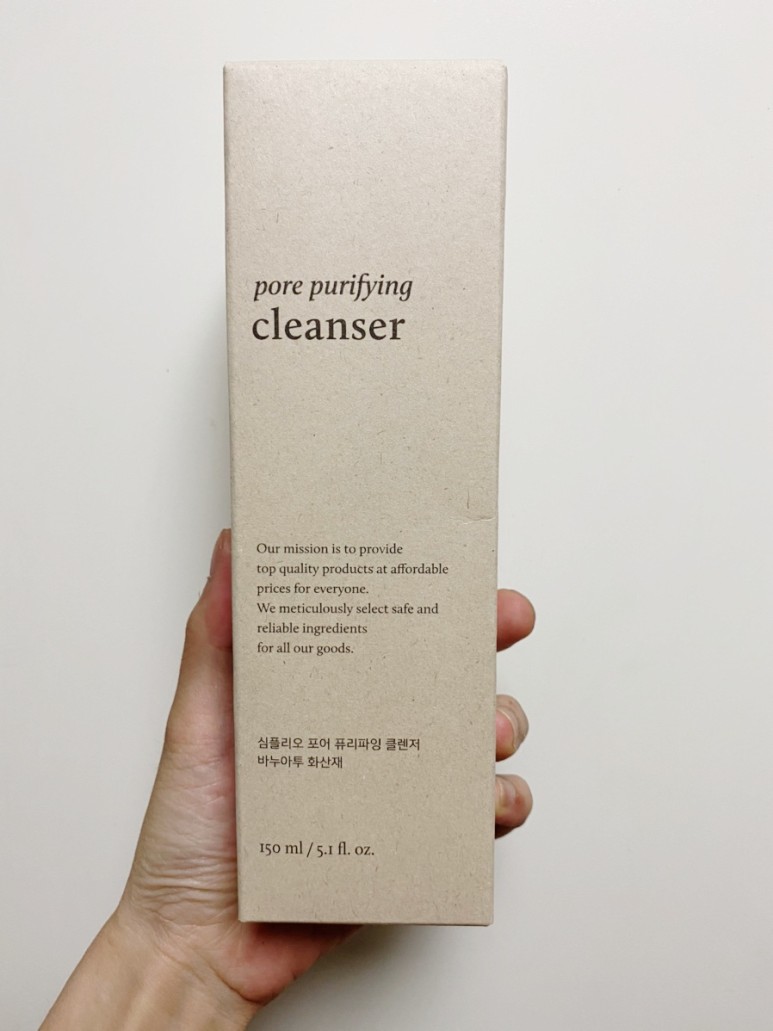 pore purifying
cleanser
Our mission is to provide
top quality products at affordable
prices for everyone.
We meticulously select safe and
reliable ingredients
for all our goods.
심플리오 포어 퓨리파잉 클렌저
바누아투 화산재
150 ml / 5.1 fl. oz.